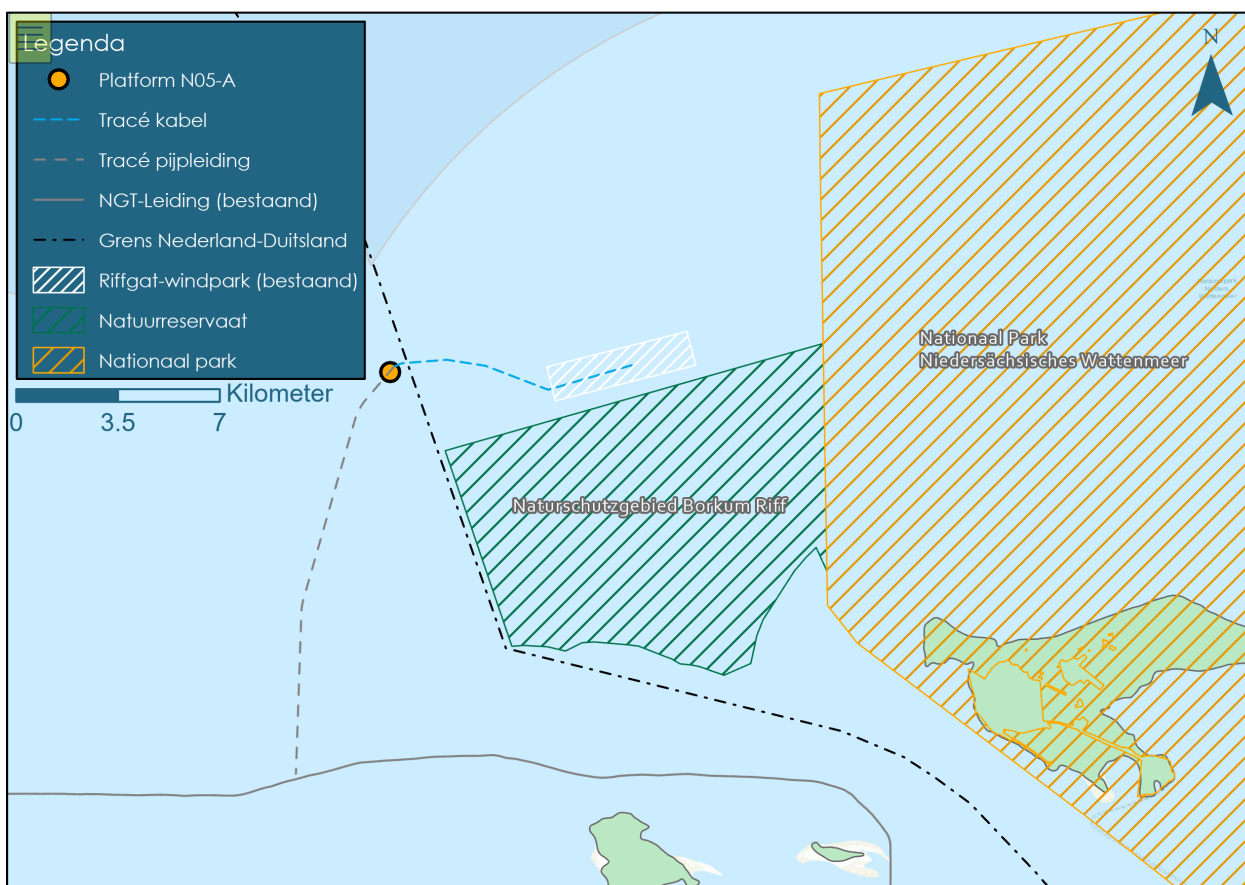 Legenda
Platform N05-A
Tracé kabel
Tracé pijpleiding
NGT-Leiding (bestaand)
Grens Nederland-Duitsland
Riffgat-windpark (bestaand)
Natuurreservaat
Nationaal park
Kilometer
0 3.5 7
N
Nationaal Park
Niedersächsisches Wattenmeer
Naturschutzgebied Borkum Riff